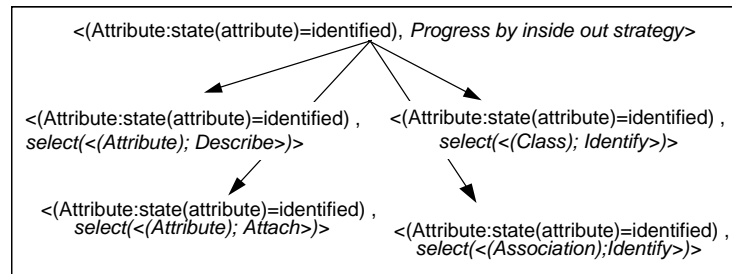 <(Attribute:state(attribute)=identified), Progress by inside out strategy>
<(Attribute:state(attribute)=identified) ,
select(<(Attribute); Describe>)>
<(Attribute:state(attribute)=identified) ,
select(<(Class); Identify>)>
<(Attribute:state(attribute)=identified) ,
select(<(Attribute); Attach>)>
<(Attribute:state(attribute)=identified) ,
select(<(Association);Identify>)>